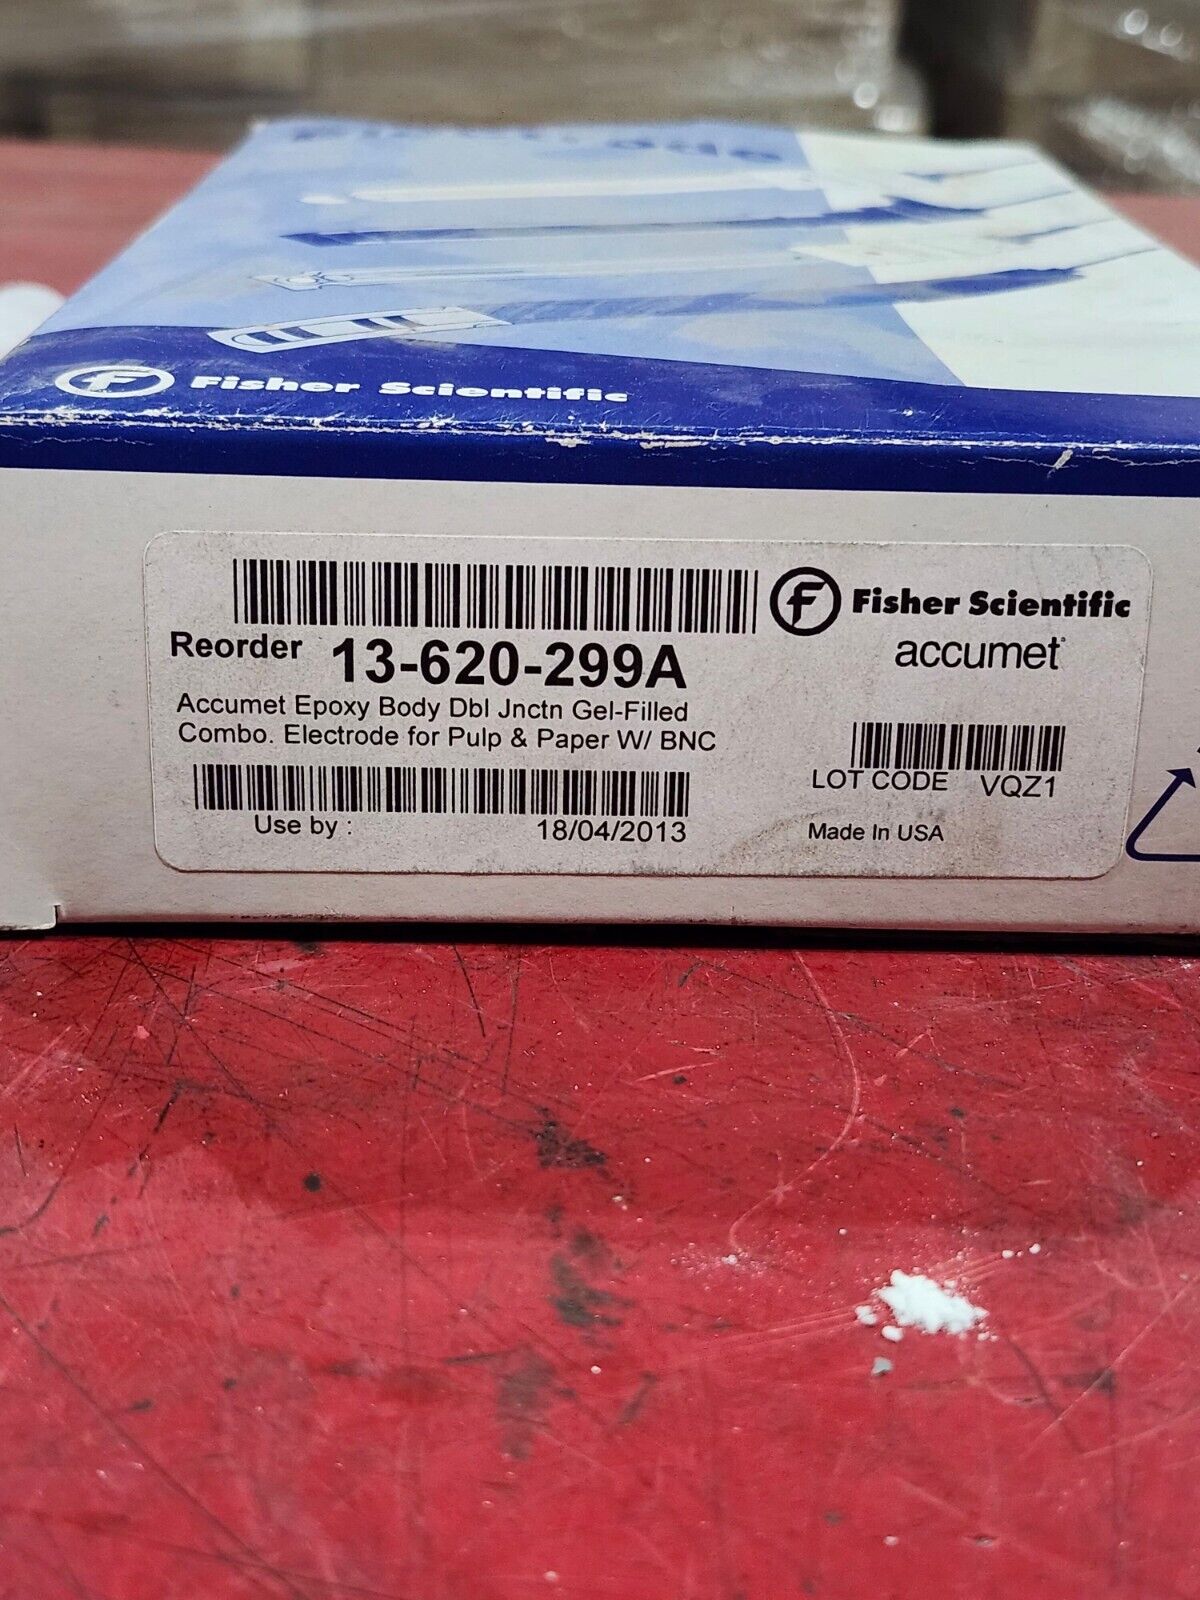 Fisher Scientific
Fisher Scientific
accumet®
Reorder 13-620-299A
Accumet Epoxy Body Dbl Jnctn Gel-Filled
Combo. Electrode for Pulp & Paper W/ BNC
LOT CODE VQZ1
Use by : 18/04/2013
Made In USA